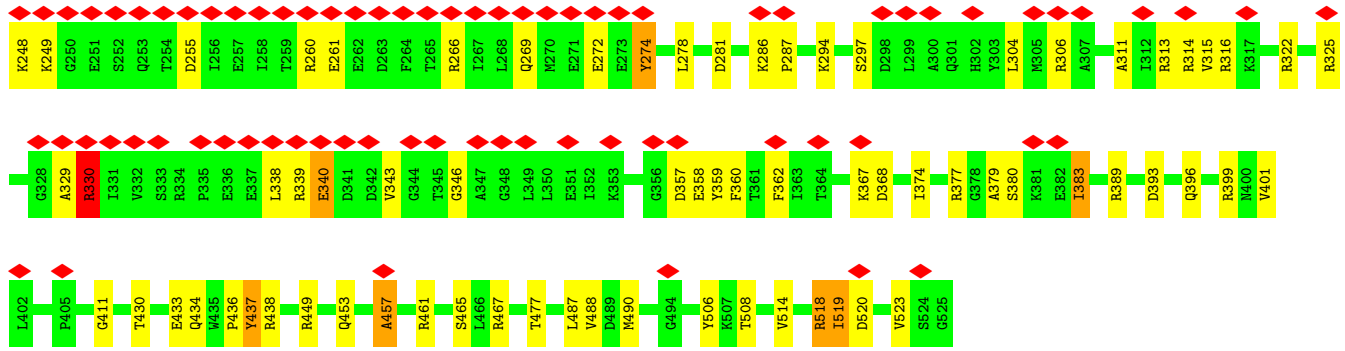 K248 K249 G250 E251 S252 Q253 T254 D255 I256 E257 I258 T259 R260 E261 E262 D263 F264 T265 R266 I267 L268 Q269 M270 E271 E272 E273 Y274 L278 D281 K286 P287 K294 S297 D298 L299 A300 Q301 H302 Y303 L304 M305 R306 A307 A311 I312 R313 R314 V315 R316 K317 R322 R325
G328 A329 R330 I331 V332 S333 R334 P335 E336 E337 L338 R339 E340 D341 D342 V343 G344 T345 G346 A347 G348 L349 L350 E351 I352 K353 G356 D357 E358 Y359 F360 T361 F362 I363 T364 K367 D368 I374 R377 G378 A379 S380 K381 E382 I383 R389 D393 Q396 R399 N400 V401
L402 P405 G411 T430 E433 Q434 W435 P436 Y437 R438 R449 Q453 A457 R461 S465 L466 R467 T477 L487 V488 D489 M490 G494 Y506 K507 T508 V514 R518 I519 D520 V523 S524 G525